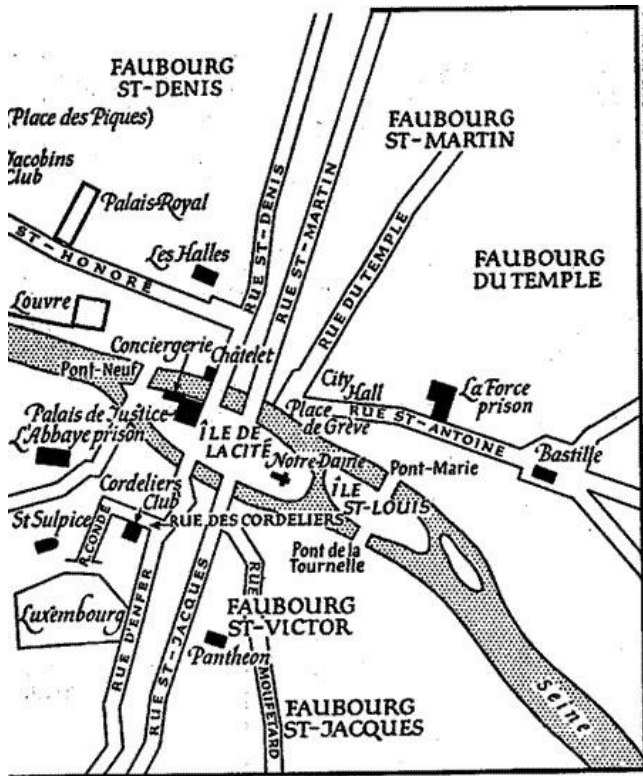 FAUBOURG
ST-DENIS
(Place des Piques)
Jacobins
Club
Palais-Royal
ST-HONORÉ
Les Halles
RUE ST-DENIS
RUE ST-MARTIN
FAUBOURG
ST-MARTIN
RUE DU TEMPLE
FAUBOURG
DU TEMPLE
Louvre
Conciergerie
Châtelet
Pont-Neuf
City
Hall
La Force
prison
Place
de Grève
RUE ST-ANTOINE
Palais de Justice
L'Abbaye prison
ÎLE DE
LA CITÉ
Notre-Dame
Pont-Marie
Bastille
Cordeliers
Club
ÎLE
ST-LOUIS
St Sulpice
R. CONDE
RUE DES CORDELIERS
Pont de la
Tournelle
Luxembourg
RUE D'ENFER
RUE ST-JACQUES
FAUBOURG
ST-VICTOR
Pantheon
RUE MOUFETARD
FAUBOURG
ST-JACQUES
Seine